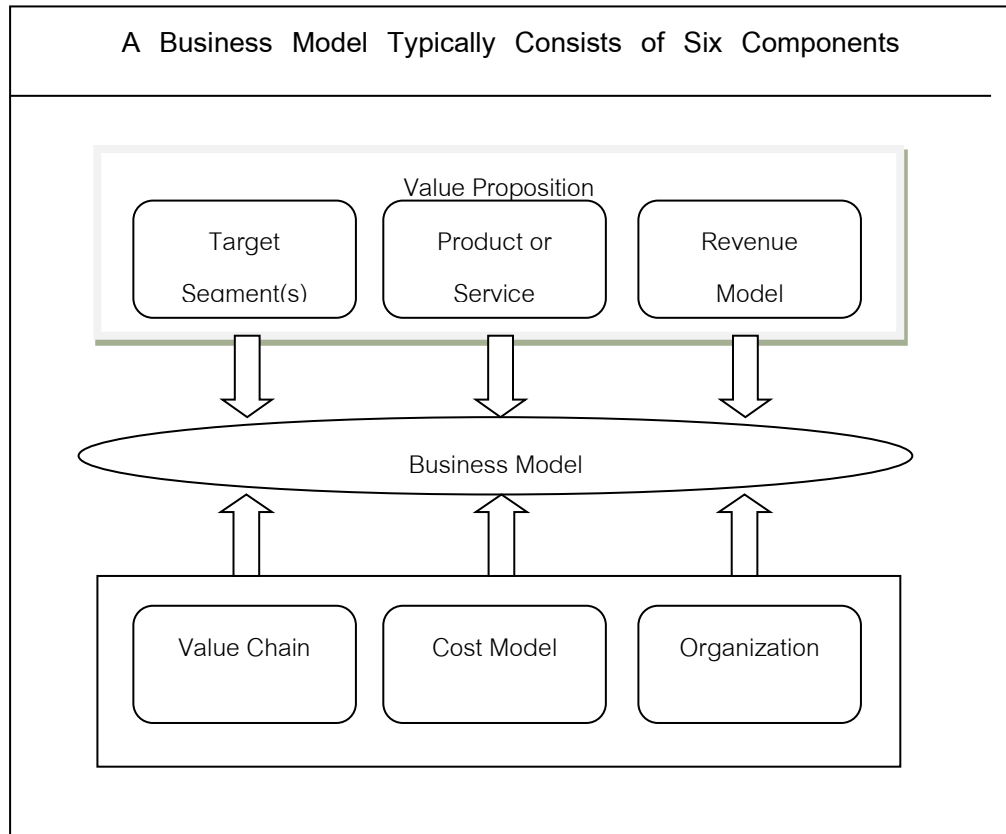 A Business Model Typically Consists of Six Components
Value Proposition
Target
Segment(s)
Product or
Service
Revenue
Model
Business Model
Value Chain
Cost Model
Organization